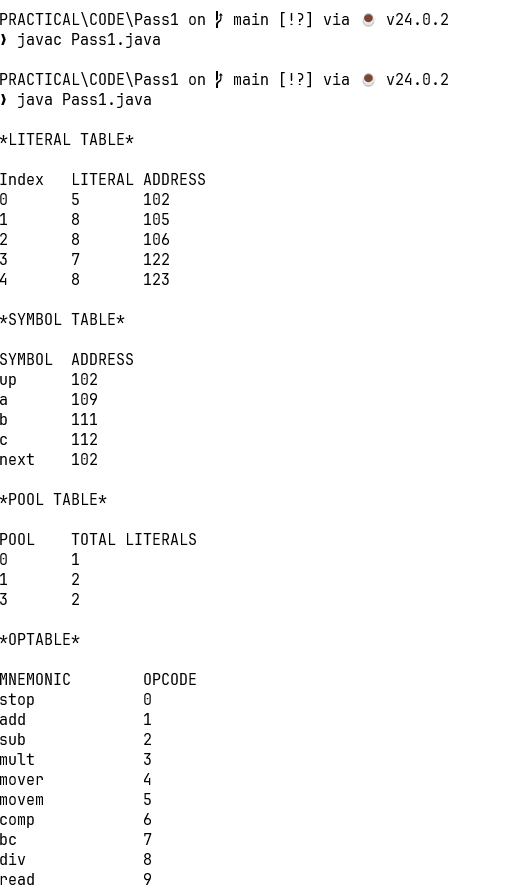 PRACTICAL\CODE\Pass1 on main [!?] via ☕ v24.0.2
❱ javac Pass1.java
PRACTICAL\CODE\Pass1 on main [!?] via ☕ v24.0.2
❱ java Pass1.java
*LITERAL TABLE*
Index LITERAL ADDRESS
0 5 102
1 8 105
2 8 106
3 7 122
4 8 123
*SYMBOL TABLE*
SYMBOL ADDRESS
up 102
a 109
b 111
c 112
next 102
*POOL TABLE*
POOL TOTAL LITERALS
0 1
1 2
3 2
*OPTABLE*
MNEMONIC OPCODE
stop 0
add 1
sub 2
mult 3
mover 4
movem 5
comp 6
bc 7
div 8
read 9